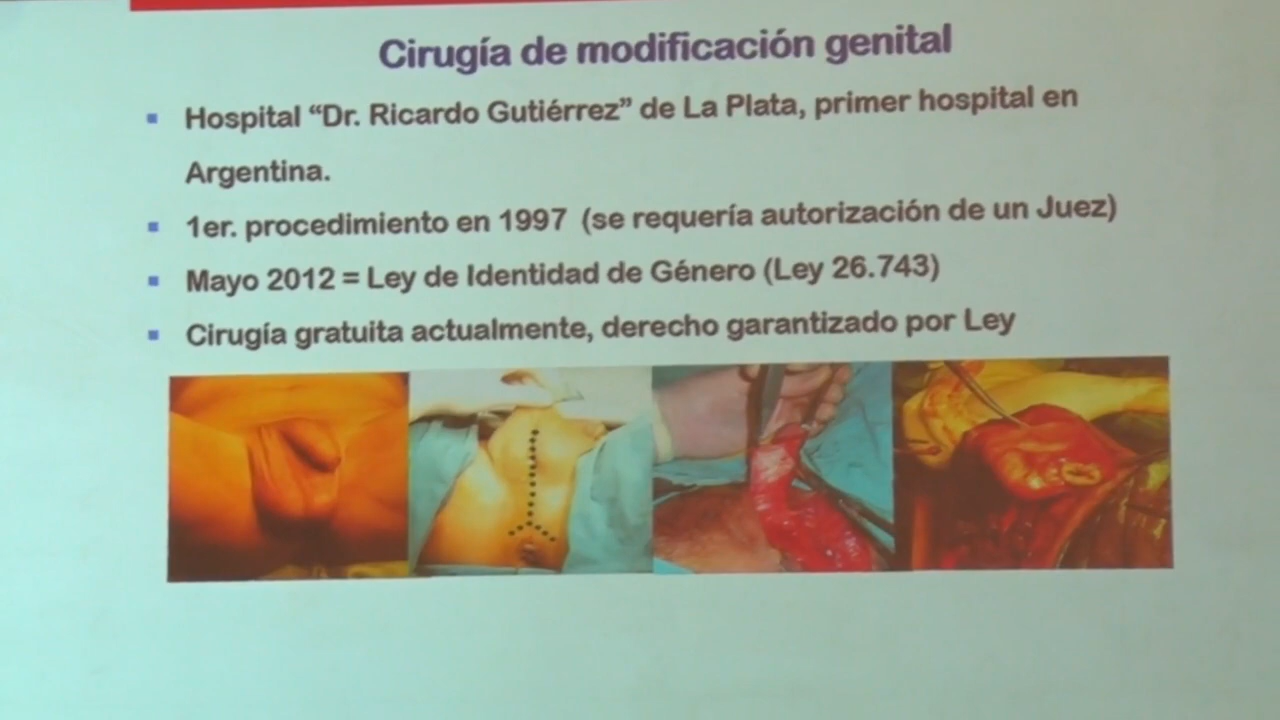 Cirugía de modificación genital
Hospital “Dr. Ricardo Gutiérrez” de La Plata, primer hospital en
Argentina.
1er. procedimiento en 1997 (se requería autorización de un Juez)
Mayo 2012 = Ley de Identidad de Género (Ley 26.743)
Cirugía gratuita actualmente, derecho garantizado por Ley